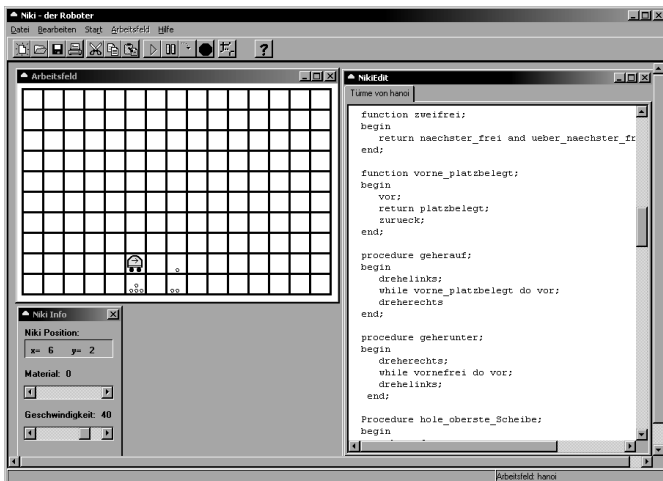 Niki - der Roboter
Datei Bearbeiten Start Arbeitsfeld Hilfe
Arbeitsfeld
NikiEdit
Türme von hanoi
function zweifrei;
begin
return naechster_frei and ueber_naechster_fr
end;
function vorne_platzbelegt;
begin
vor;
return platzbelegt;
zurueck;
end;
procedure geherauf;
begin
drehelinks;
while vorne_platzbelegt do vor;
dreherechts
end;
procedure geherunter;
begin
dreherechts;
while vornefrei do vor;
drehelinks;
end;
Procedure hole_oberste_Scheibe;
begin
Niki Info
Niki Position:
x= 6 y= 2
Material: 0
Geschwindigkeit: 40
Arbeitsfeld: hanoi